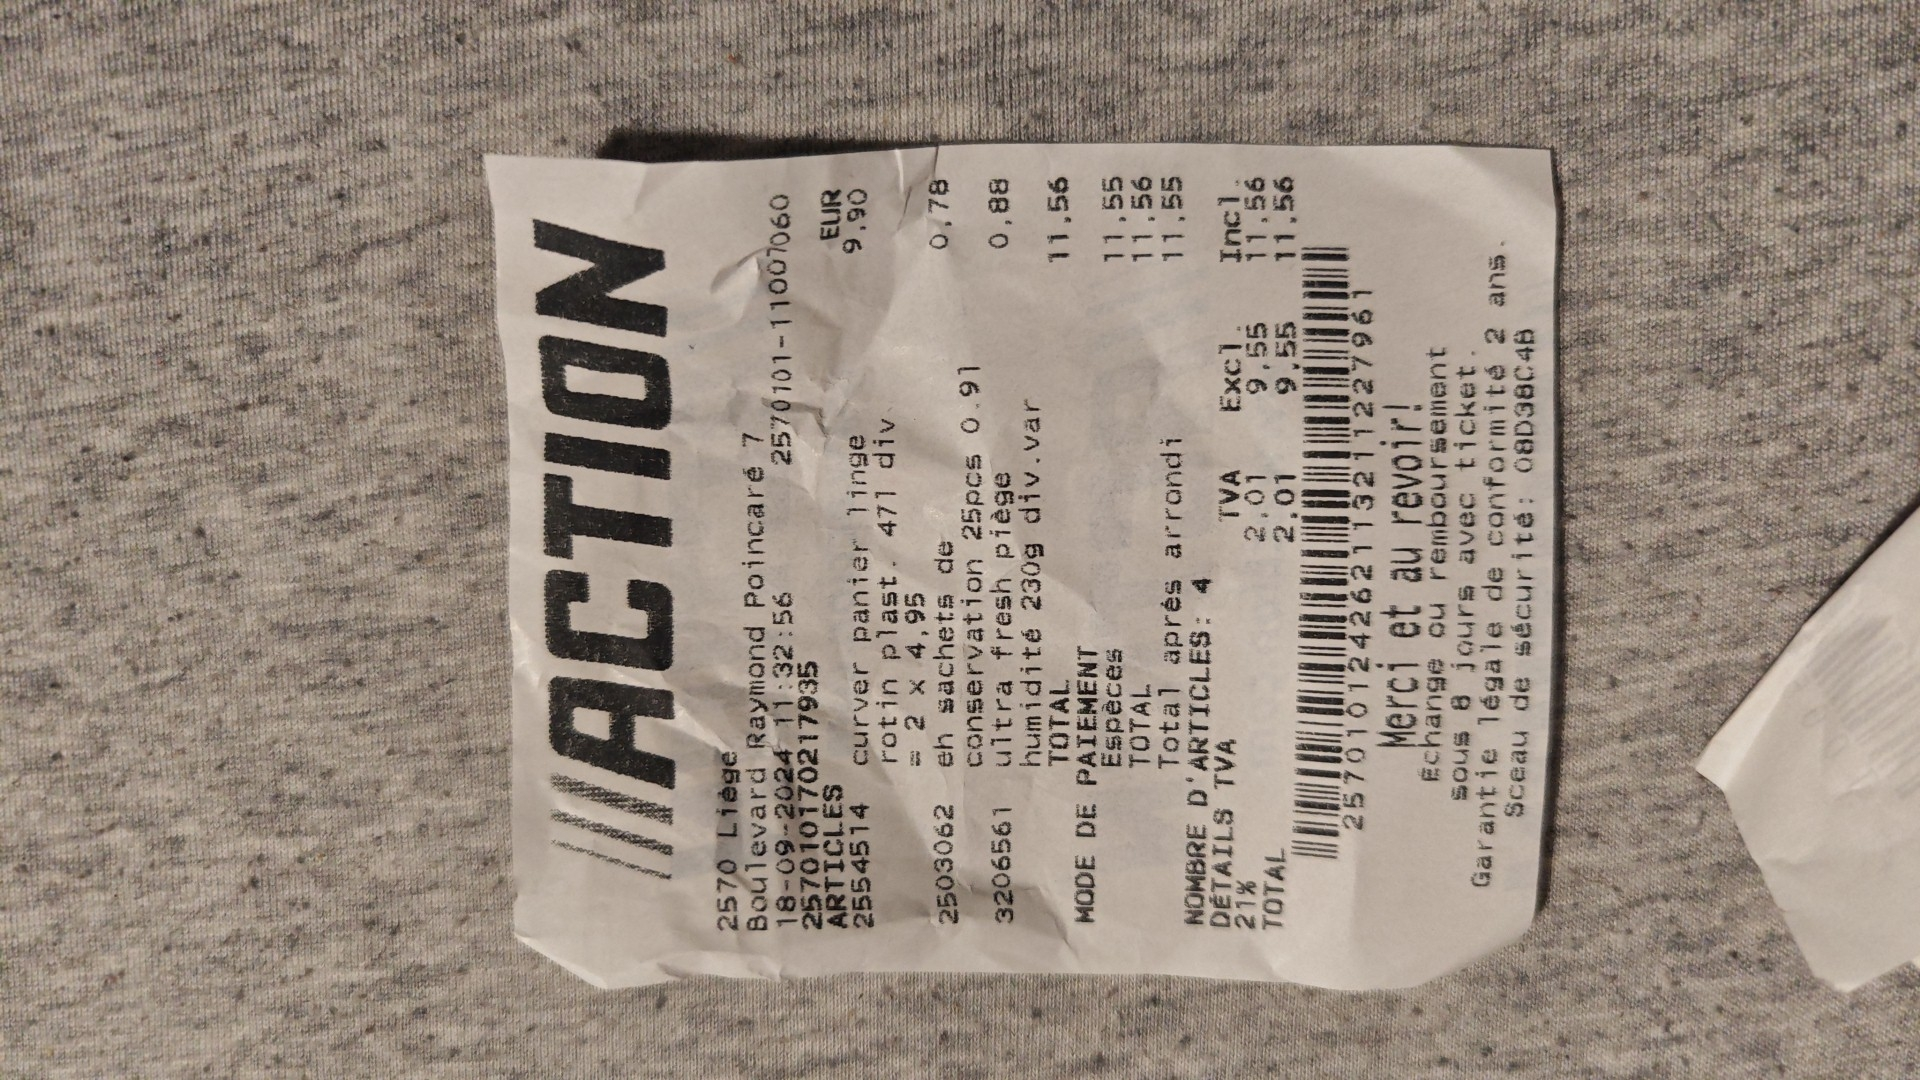 ACTION
2570 Liège
Boulevard Raymond Poincaré 7
18-09-2024 11:32:56 2570101-11007060
2570101702179​35
ARTICLES EUR
2554514 curver panier linge 9,90
rotin plast. 471 div
= 2 x 4,95
2503062 eh sachets de 0,78
conservation 25pcs 0.91
3206561 ultra fresh piège 0,88
humidité 230g div.var
TOTAL 11,56
MODE DE PAIEMENT
Espèces 11,55
TOTAL 11,56
Total après arrondi 11,55
NOMBRE D'ARTICLES: 4
DÉTAILS TVA TVA Excl. Incl.
21% 2.01 9,55 11,56
TOTAL 2.01 9,55 11,56
25701012426211321122​7961
Merci et au revoir!
Échange ou remboursement
sous 8 jours avec ticket.
Garantie légale de conformité 2 ans.
Sceau de sécurité: 08D38C4B